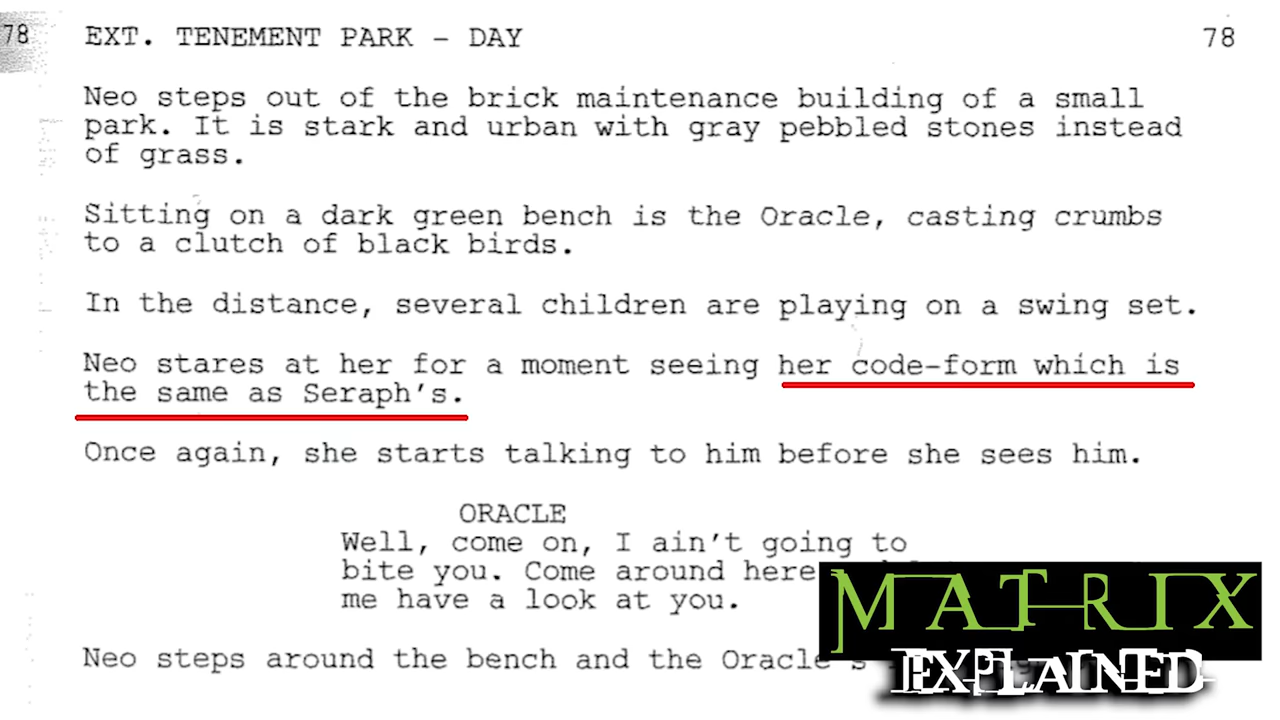 78 EXT. TENEMENT PARK - DAY 78
Neo steps out of the brick maintenance building of a small
park. It is stark and urban with gray pebbled stones instead
of grass.
Sitting on a dark green bench is the Oracle, casting crumbs
to a clutch of black birds.
In the distance, several children are playing on a swing set.
Neo stares at her for a moment seeing her code-form which is
the same as Seraph's.
Once again, she starts talking to him before she sees him.
ORACLE
Well, come on, I ain't going to
bite you. Come around here
me have a look at you.
Neo steps around the bench and the Oracle's
MATRIX
EXPLAINED